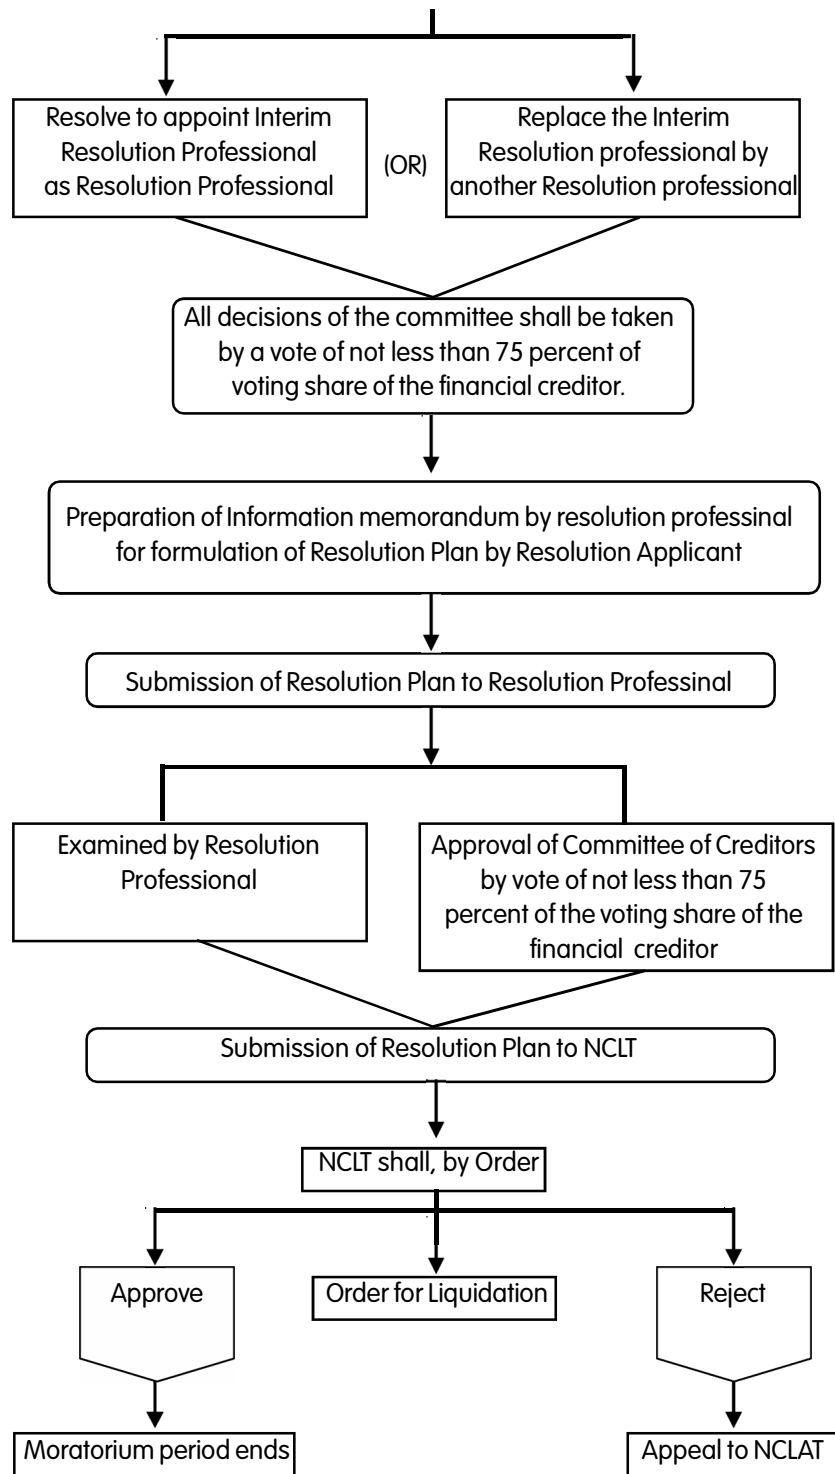 Resolve to appoint Interim
Resolution Professional
as Resolution Professional
(OR)
Replace the Interim
Resolution professional by
another Resolution professional
All decisions of the committee shall be taken
by a vote of not less than 75 percent of
voting share of the financial creditor.
Preparation of Information memorandum by resolution professinal
for formulation of Resolution Plan by Resolution Applicant
Submission of Resolution Plan to Resolution Professinal
Examined by Resolution
Professional
Approval of Committee of Creditors
by vote of not less than 75
percent of the voting share of the
financial creditor
Submission of Resolution Plan to NCLT
NCLT shall, by Order
Approve
Order for Liquidation
Reject
Moratorium period ends
Appeal to NCLAT